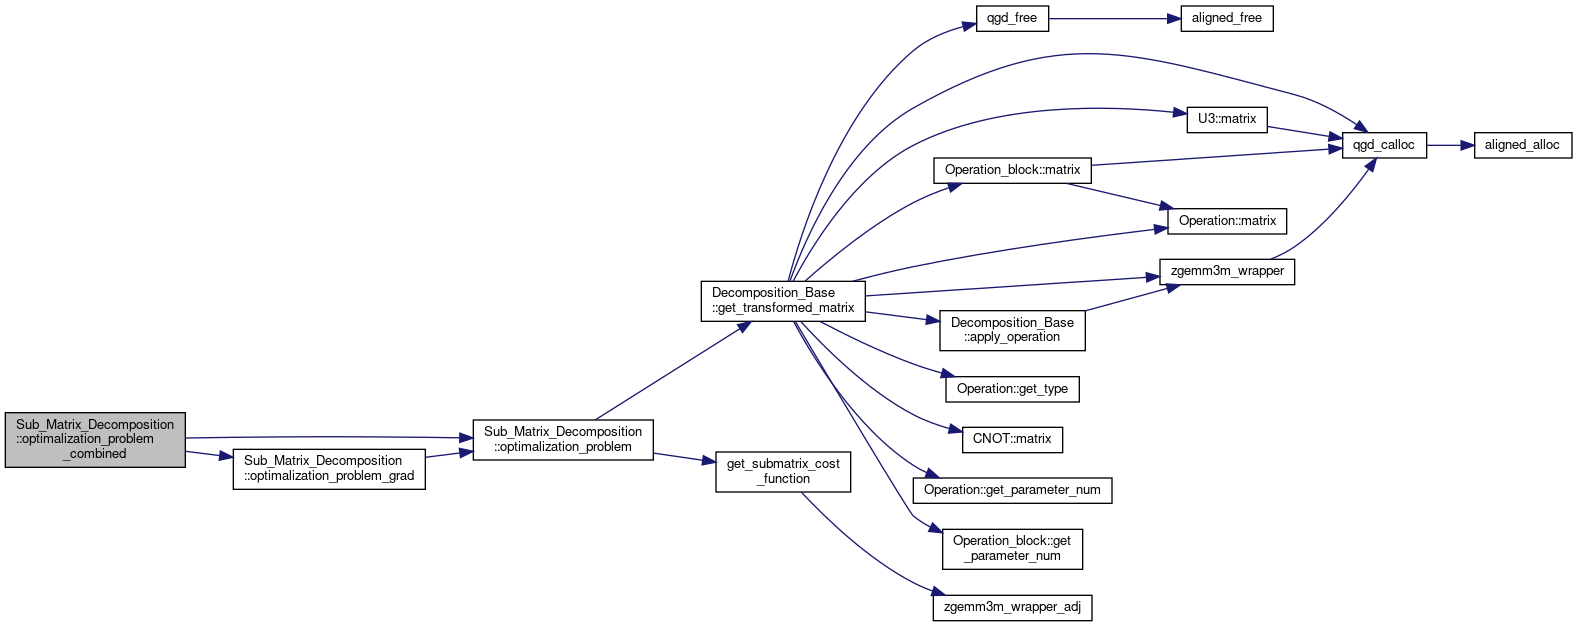 Sub_Matrix_Decomposition
::optimalization_problem
_combined
Sub_Matrix_Decomposition
::optimalization_problem_grad
Sub_Matrix_Decomposition
::optimalization_problem
Decomposition_Base
::get_transformed_matrix
get_submatrix_cost
_function
qgd_free
aligned_free
U3::matrix
qgd_calloc
aligned_alloc
Operation_block::matrix
Operation::matrix
zgemm3m_wrapper
Decomposition_Base
::apply_operation
Operation::get_type
CNOT::matrix
Operation::get_parameter_num
Operation_block::get
_parameter_num
zgemm3m_wrapper_adj